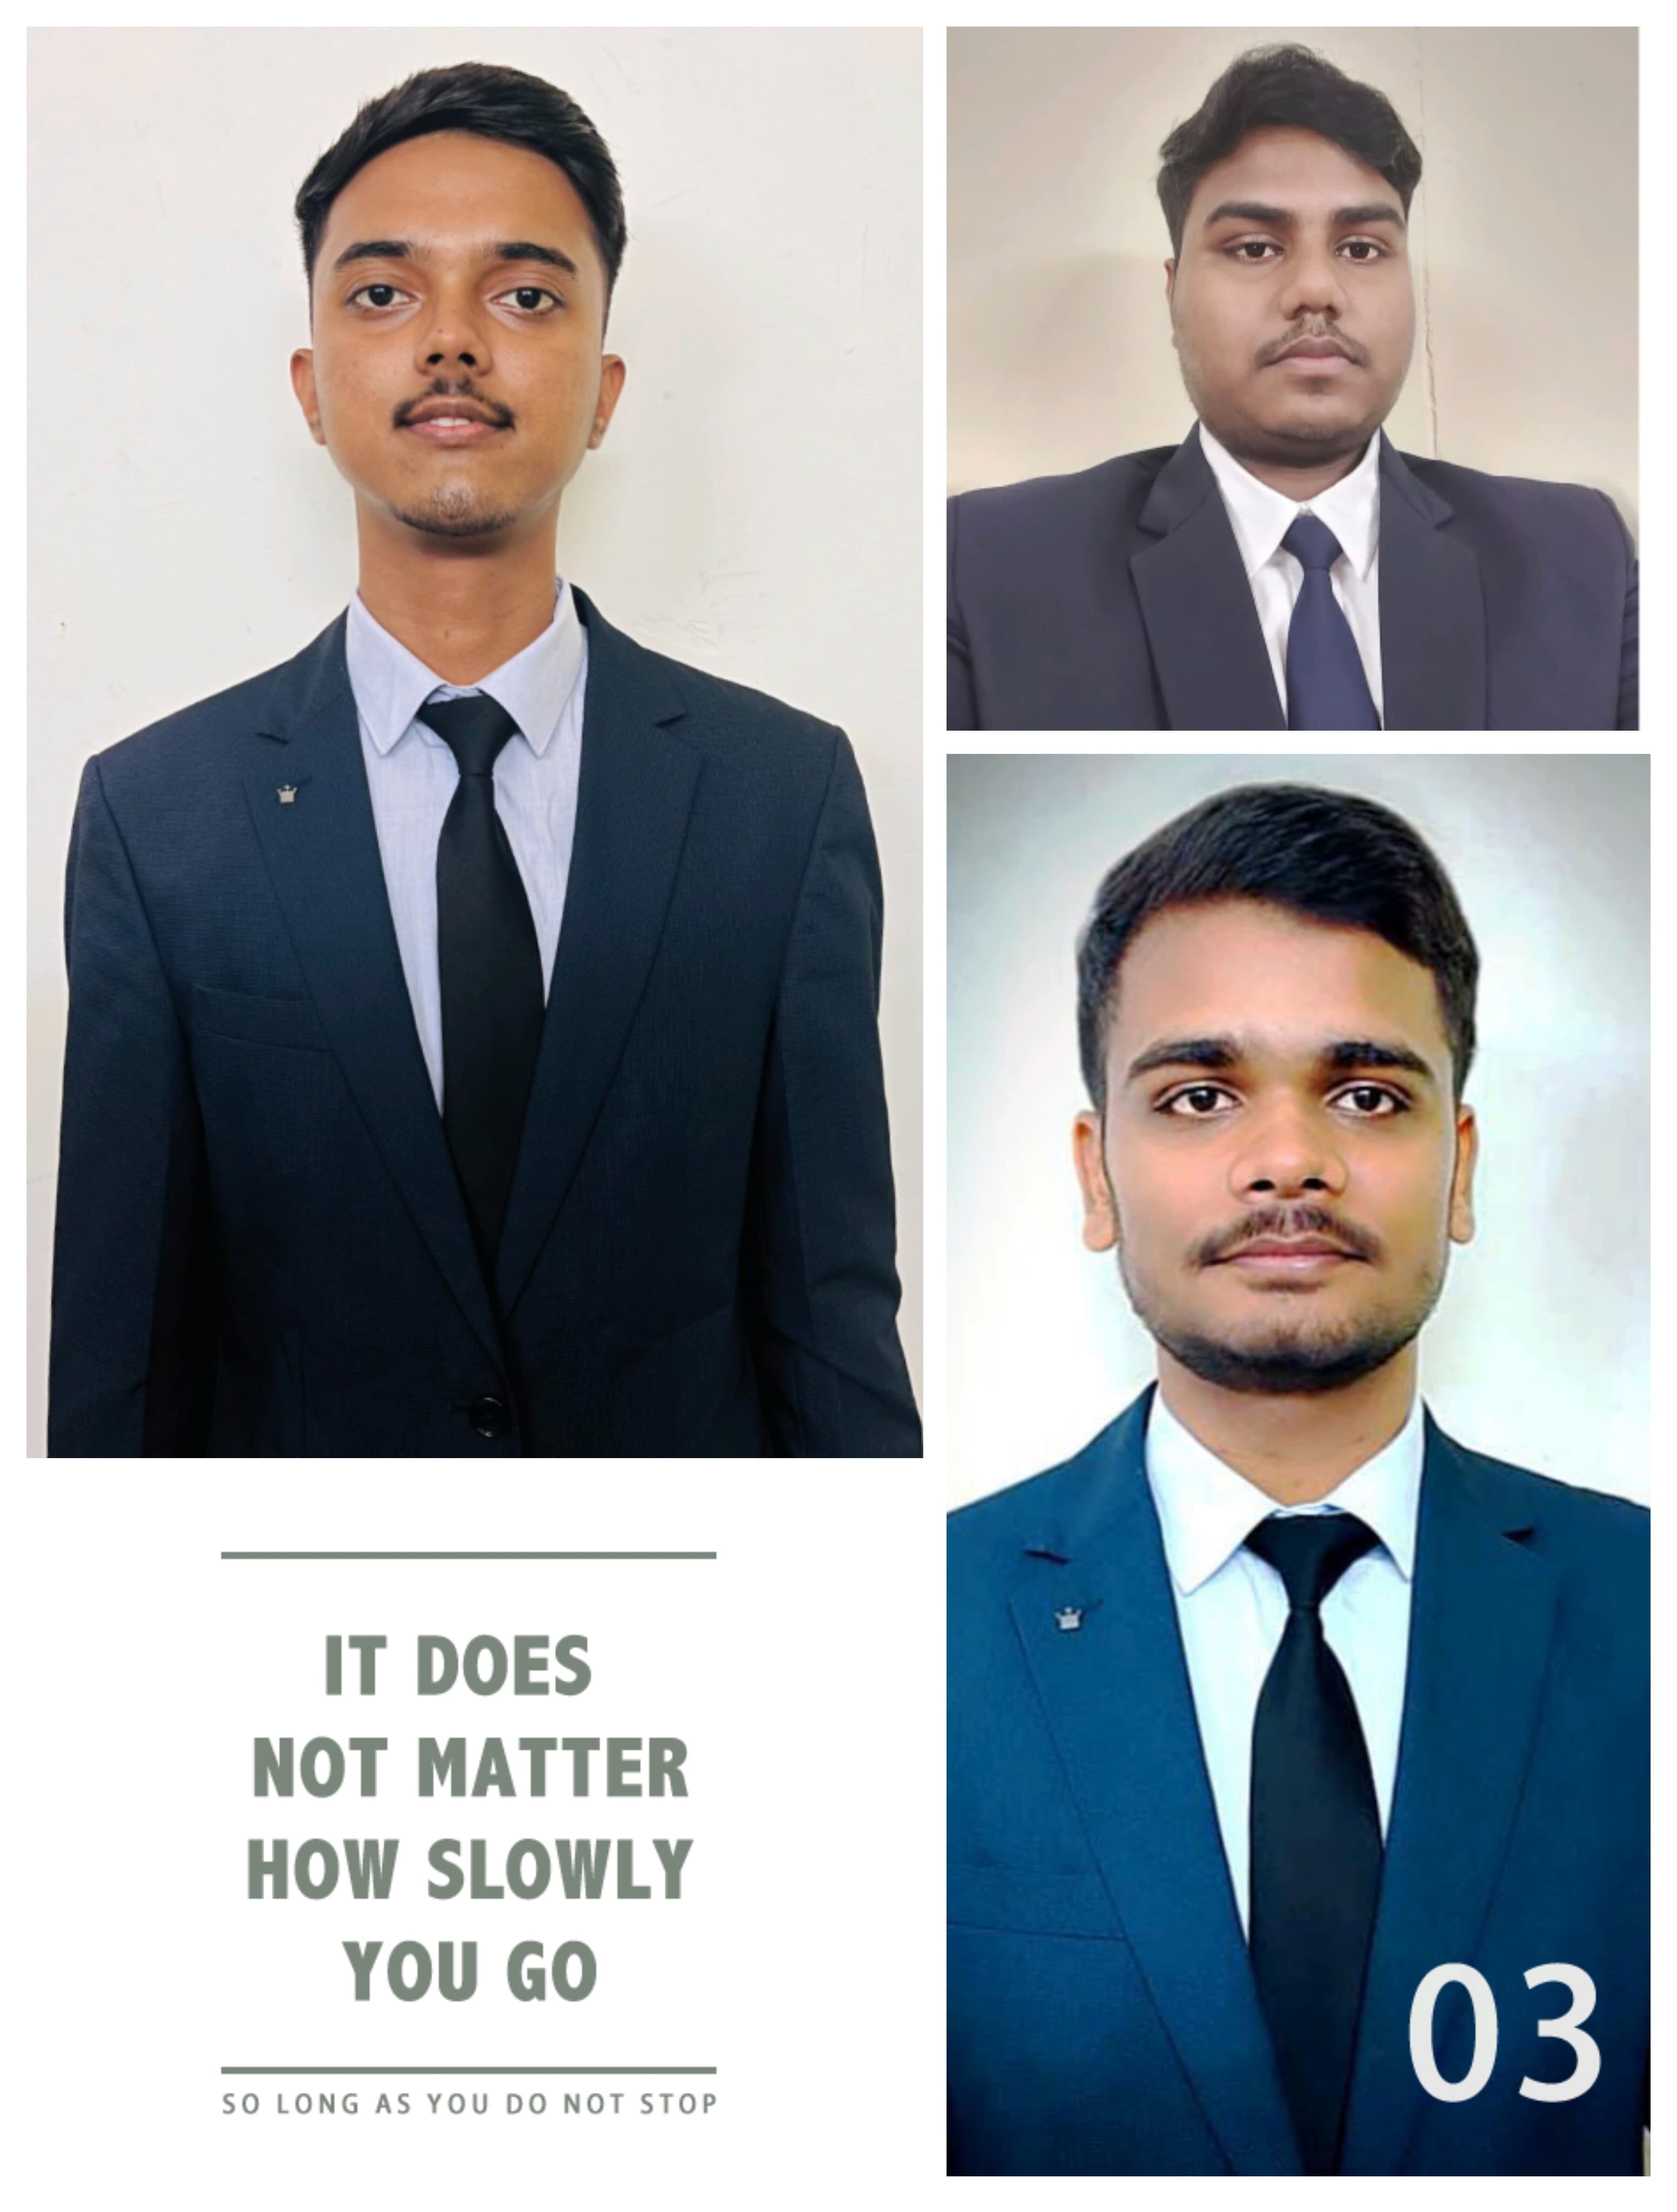 IT DOES
NOT MATTER
HOW SLOWLY
YOU GO
SO LONG AS YOU DO NOT STOP
03